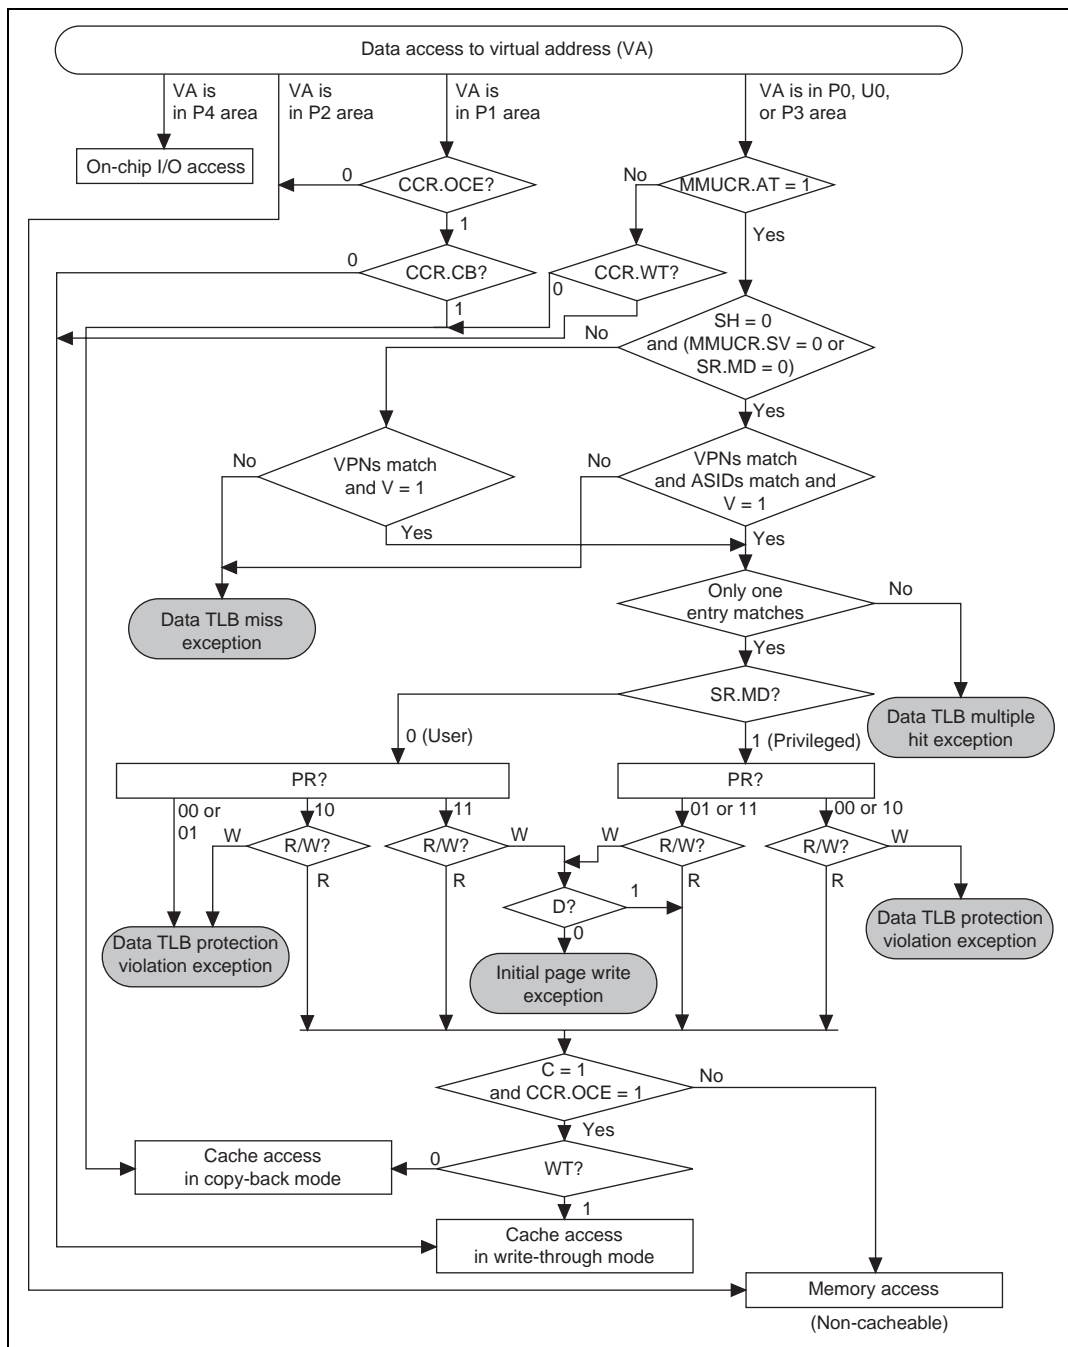 Data access to virtual address (VA)
VA is
in P4 area
VA is
in P2 area
VA is
in P1 area
VA is in P0, U0,
or P3 area
On-chip I/O access
0
CCR.OCE?
No
MMUCR.AT = 1
1
Yes
0
CCR.CB?
CCR.WT?
0
1
SH = 0
and (MMUCR.SV = 0 or
SR.MD = 0)
No
Yes
No
VPNs match
and V = 1
No
VPNs match
and ASIDs match and
V = 1
Yes
Yes
Only one
entry matches
No
Data TLB miss
exception
Yes
SR.MD?
Data TLB multiple
hit exception
0 (User)
1 (Privileged)
PR?
PR?
00 or
01
10
11
01 or 11
00 or 10
W
R/W?
R/W?
W
W
R/W?
R/W?
W
R
R
R
R
D?
1
0
Data TLB protection
violation exception
Initial page write
exception
Data TLB protection
violation exception
C = 1
and CCR.OCE = 1
No
Yes
Cache access
in copy-back mode
0
WT?
1
Cache access
in write-through mode
Memory access
(Non-cacheable)